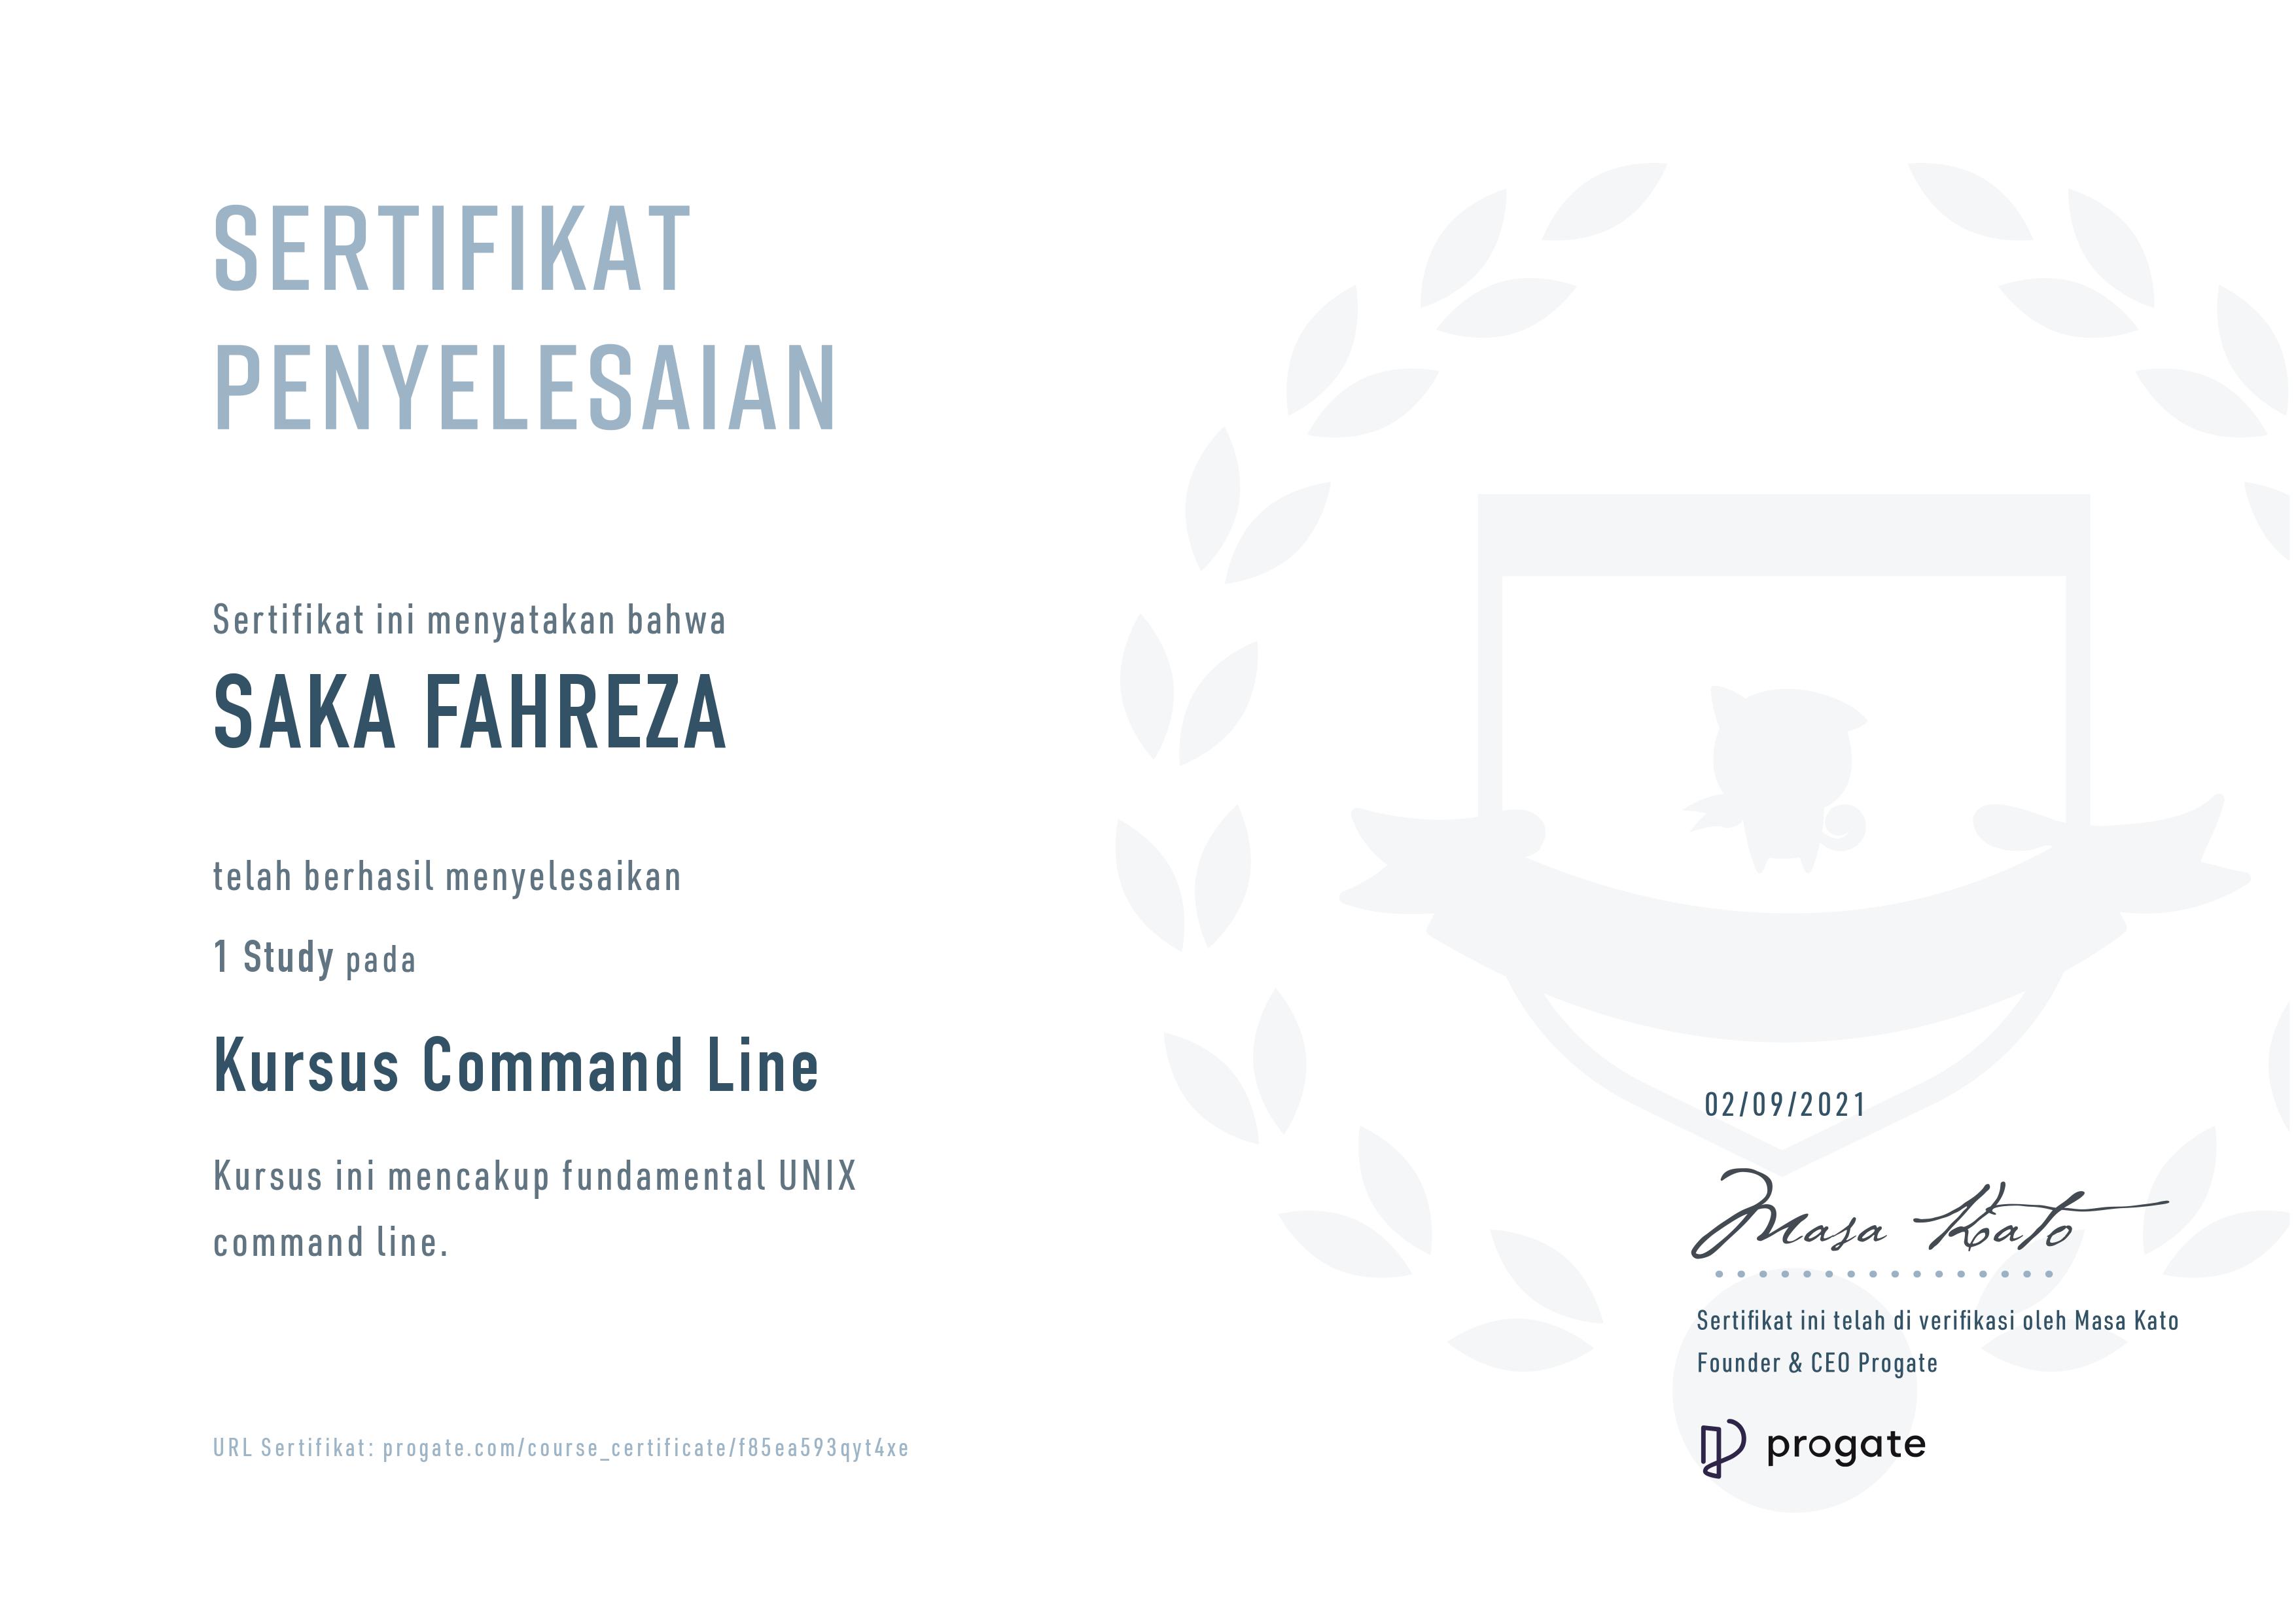 SERTIFIKAT
PENYELESAIAN
Sertifikat ini menyatakan bahwa
SAKA FAHREZA
telah berhasil menyelesaikan
1 Study pada
Kursus Command Line
Kursus ini mencakup fundamental UNIX
command line.
URL Sertifikat: progate.com/course_certificate/f85ea593qyt4xe
02/09/2021
Masa Kato
Sertifikat ini telah di verifikasi oleh Masa Kato
Founder & CEO Progate
progate